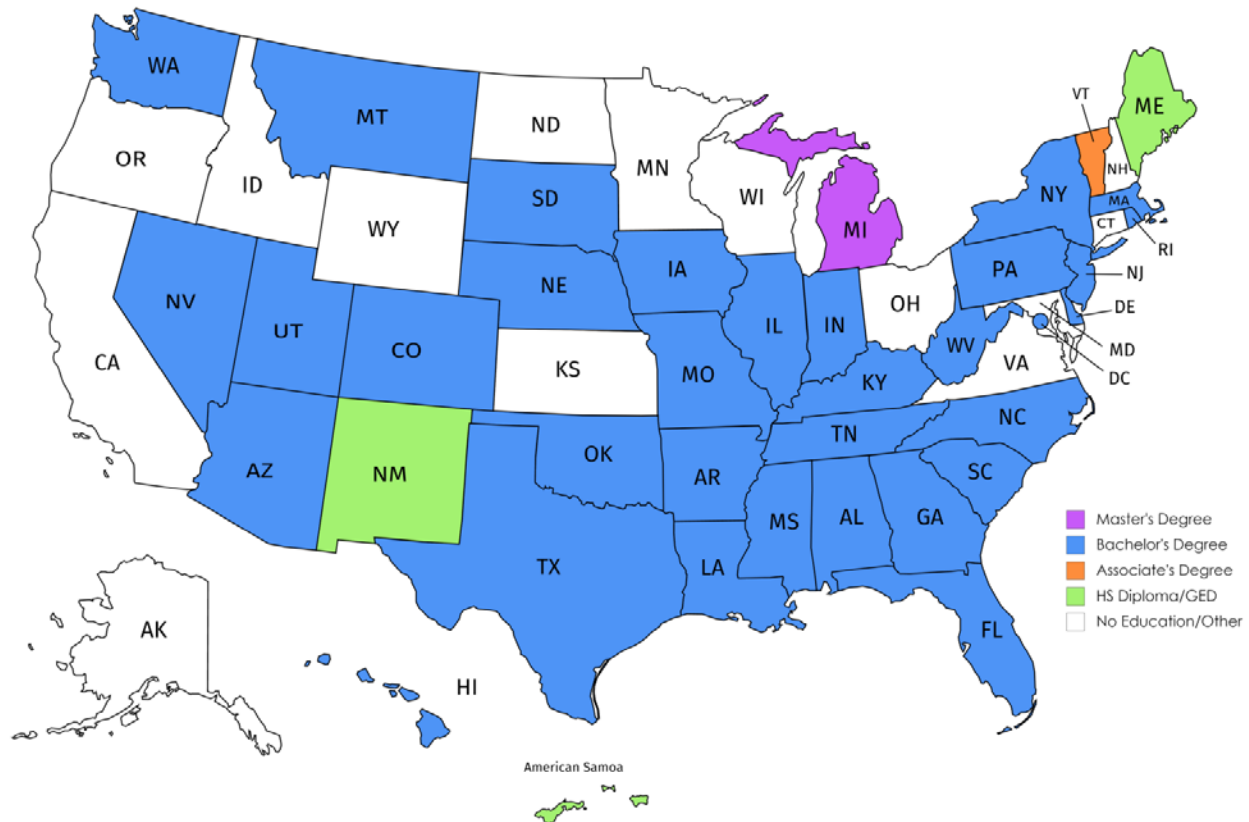 WA
MT
ND
MN
VT
ME
OR
ID
WY
SD
WI
MI
NY
NH
MA
CT
RI
NV
UT
CO
NE
IA
IL
IN
OH
PA
NJ
DE
MD
DC
CA
KS
MO
KY
WV
VA
AZ
NM
OK
AR
TN
NC
SC
MS
AL
GA
TX
LA
FL
AK
HI
Master's Degree
Bachelor's Degree
Associate's Degree
HS Diploma/GED
No Education/Other
American Samoa